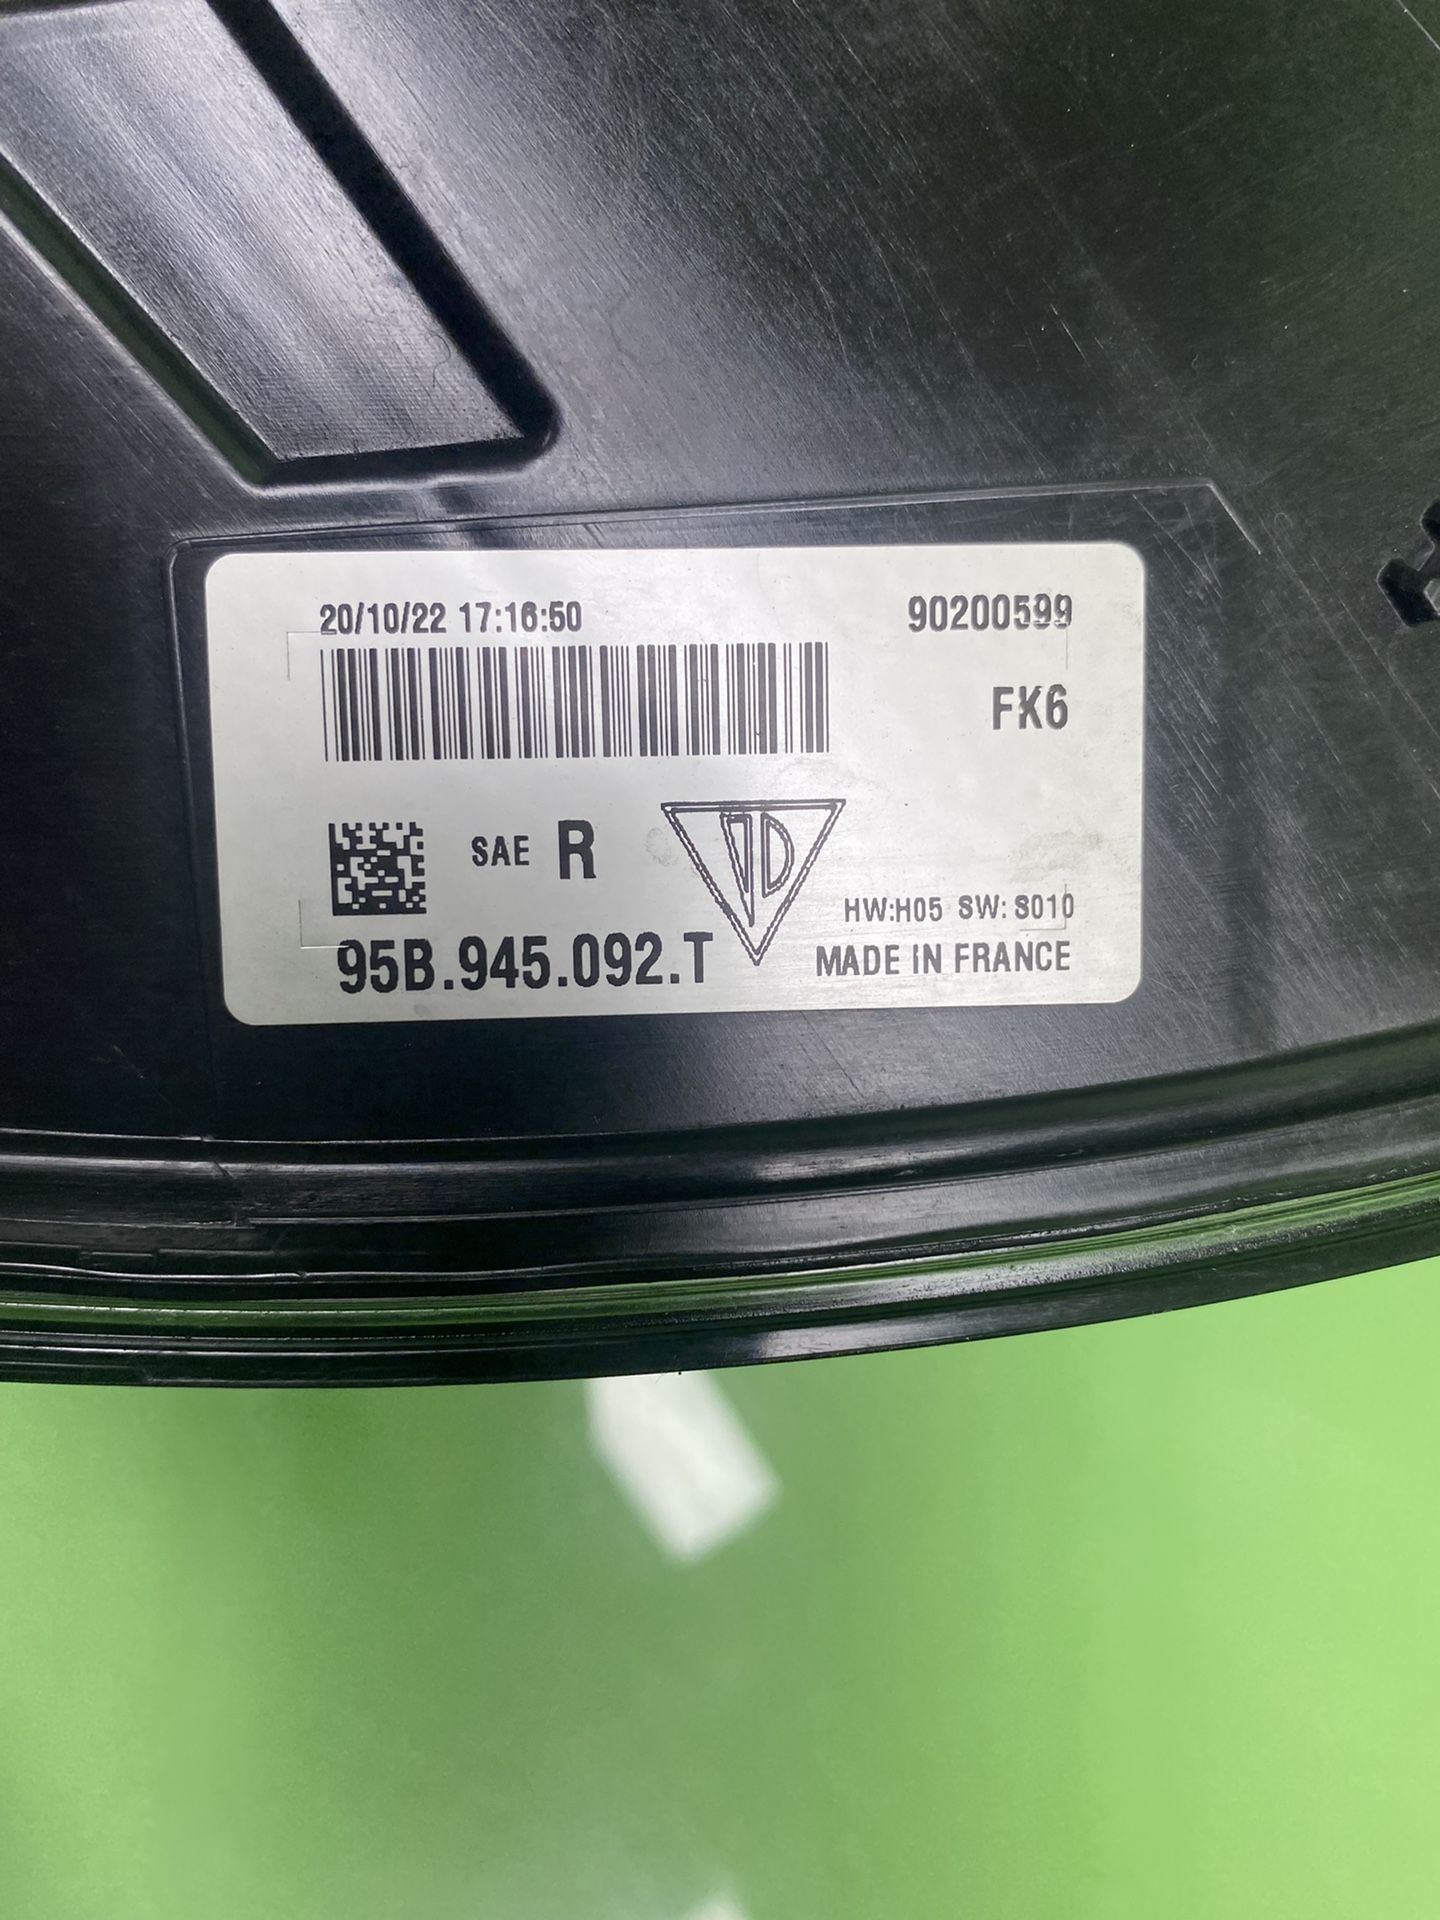 20/10/22 17:16:50
90200599
FK6
SAE R
HW:H05 SW: S010
95B.945.092.T
MADE IN FRANCE